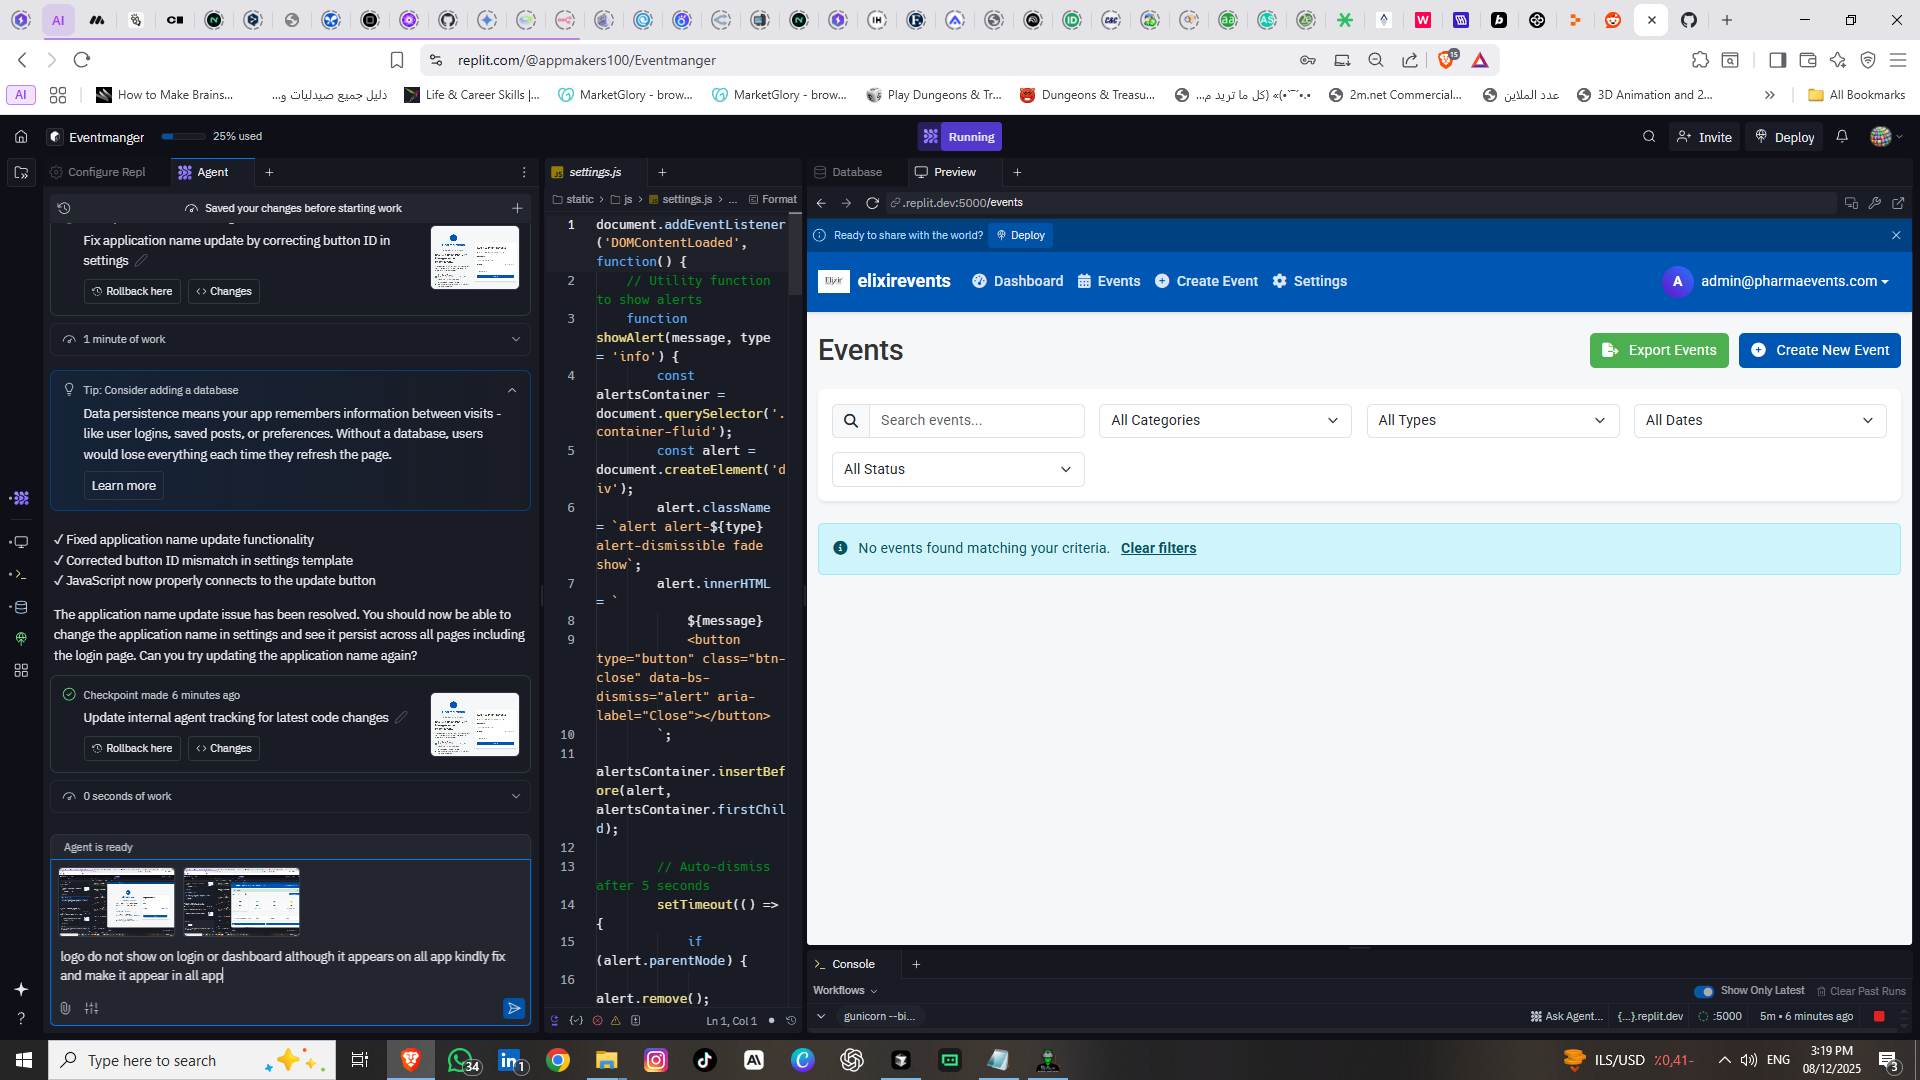 AI
replit.com/@appmakers100/Eventmanger
15
AI
How to Make Brains...
دليل جميع صيدليات و...
Life & Career Skills |...
MarketGlory - brow...
MarketGlory - brow...
Play Dungeons & Tr...
Dungeons & Treasu...
2m.net Commercial...
عدد الملاين
3D Animation and 2...
All Bookmarks
Eventmanger
25% used
Running
Invite
Deploy
Configure Repl
Agent
Saved your changes before starting work
Fix application name update by correcting button ID in
settings
Rollback here
Changes
1 minute of work
Tip: Consider adding a database
Data persistence means your app remembers information between visits -
like user logins, saved posts, or preferences. Without a database, users
would lose everything each time they refresh the page.
Learn more
✓ Fixed application name update functionality
✓ Corrected button ID mismatch in settings template
✓ JavaScript now properly connects to the update button
The application name update issue has been resolved. You should now be able to
change the application name in settings and see it persist across all pages including
the login page. Can you try updating the application name again?
Checkpoint made 6 minutes ago
Update internal agent tracking for latest code changes
Rollback here
Changes
0 seconds of work
Agent is ready
logo do not show on login or dashboard although it appears on all app kindly fix
and make it appear in all app
settings.js
static > js > settings.js > ... Format
1 document.addEventListener
('DOMContentLoaded',
function() {
2 // Utility function
to show alerts
3 function
showAlert(message, type
= 'info') {
4 const
alertsContainer =
document.querySelector('.
container-fluid');
5 const alert =
document.createElement('d
iv');
6 alert.className
= `alert alert-${type}
alert-dismissible fade
show`;
7 alert.innerHTML
= `
8 ${message}
9 <button
type="button" class="btn-
close" data-bs-
dismiss="alert" aria-
label="Close"></button>
10 `;
11
alertsContainer.insertBef
ore(alert,
alertsContainer.firstChil
d);
12
13 // Auto-dismiss
after 5 seconds
14 setTimeout(() =>
{
15 if
(alert.parentNode) {
16
alert.remove();
Ln 1, Col 1
Database
Preview
.replit.dev:5000/events
Ready to share with the world?
Deploy
Elixir
elixirevents
Dashboard
Events
Create Event
Settings
A
admin@pharmaevents.com
Events
Export Events
Create New Event
Search events...
All Categories
All Types
All Dates
All Status
No events found matching your criteria. Clear filters
Console
Workflows
Show Only Latest
Clear Past Runs
gunicorn --bi...
Ask Agent...
{...}.replit.dev
:5000
5m • 6 minutes ago
Type here to search
34
1
ILS/USD
ENG
3:19 PM
08/12/2025
3